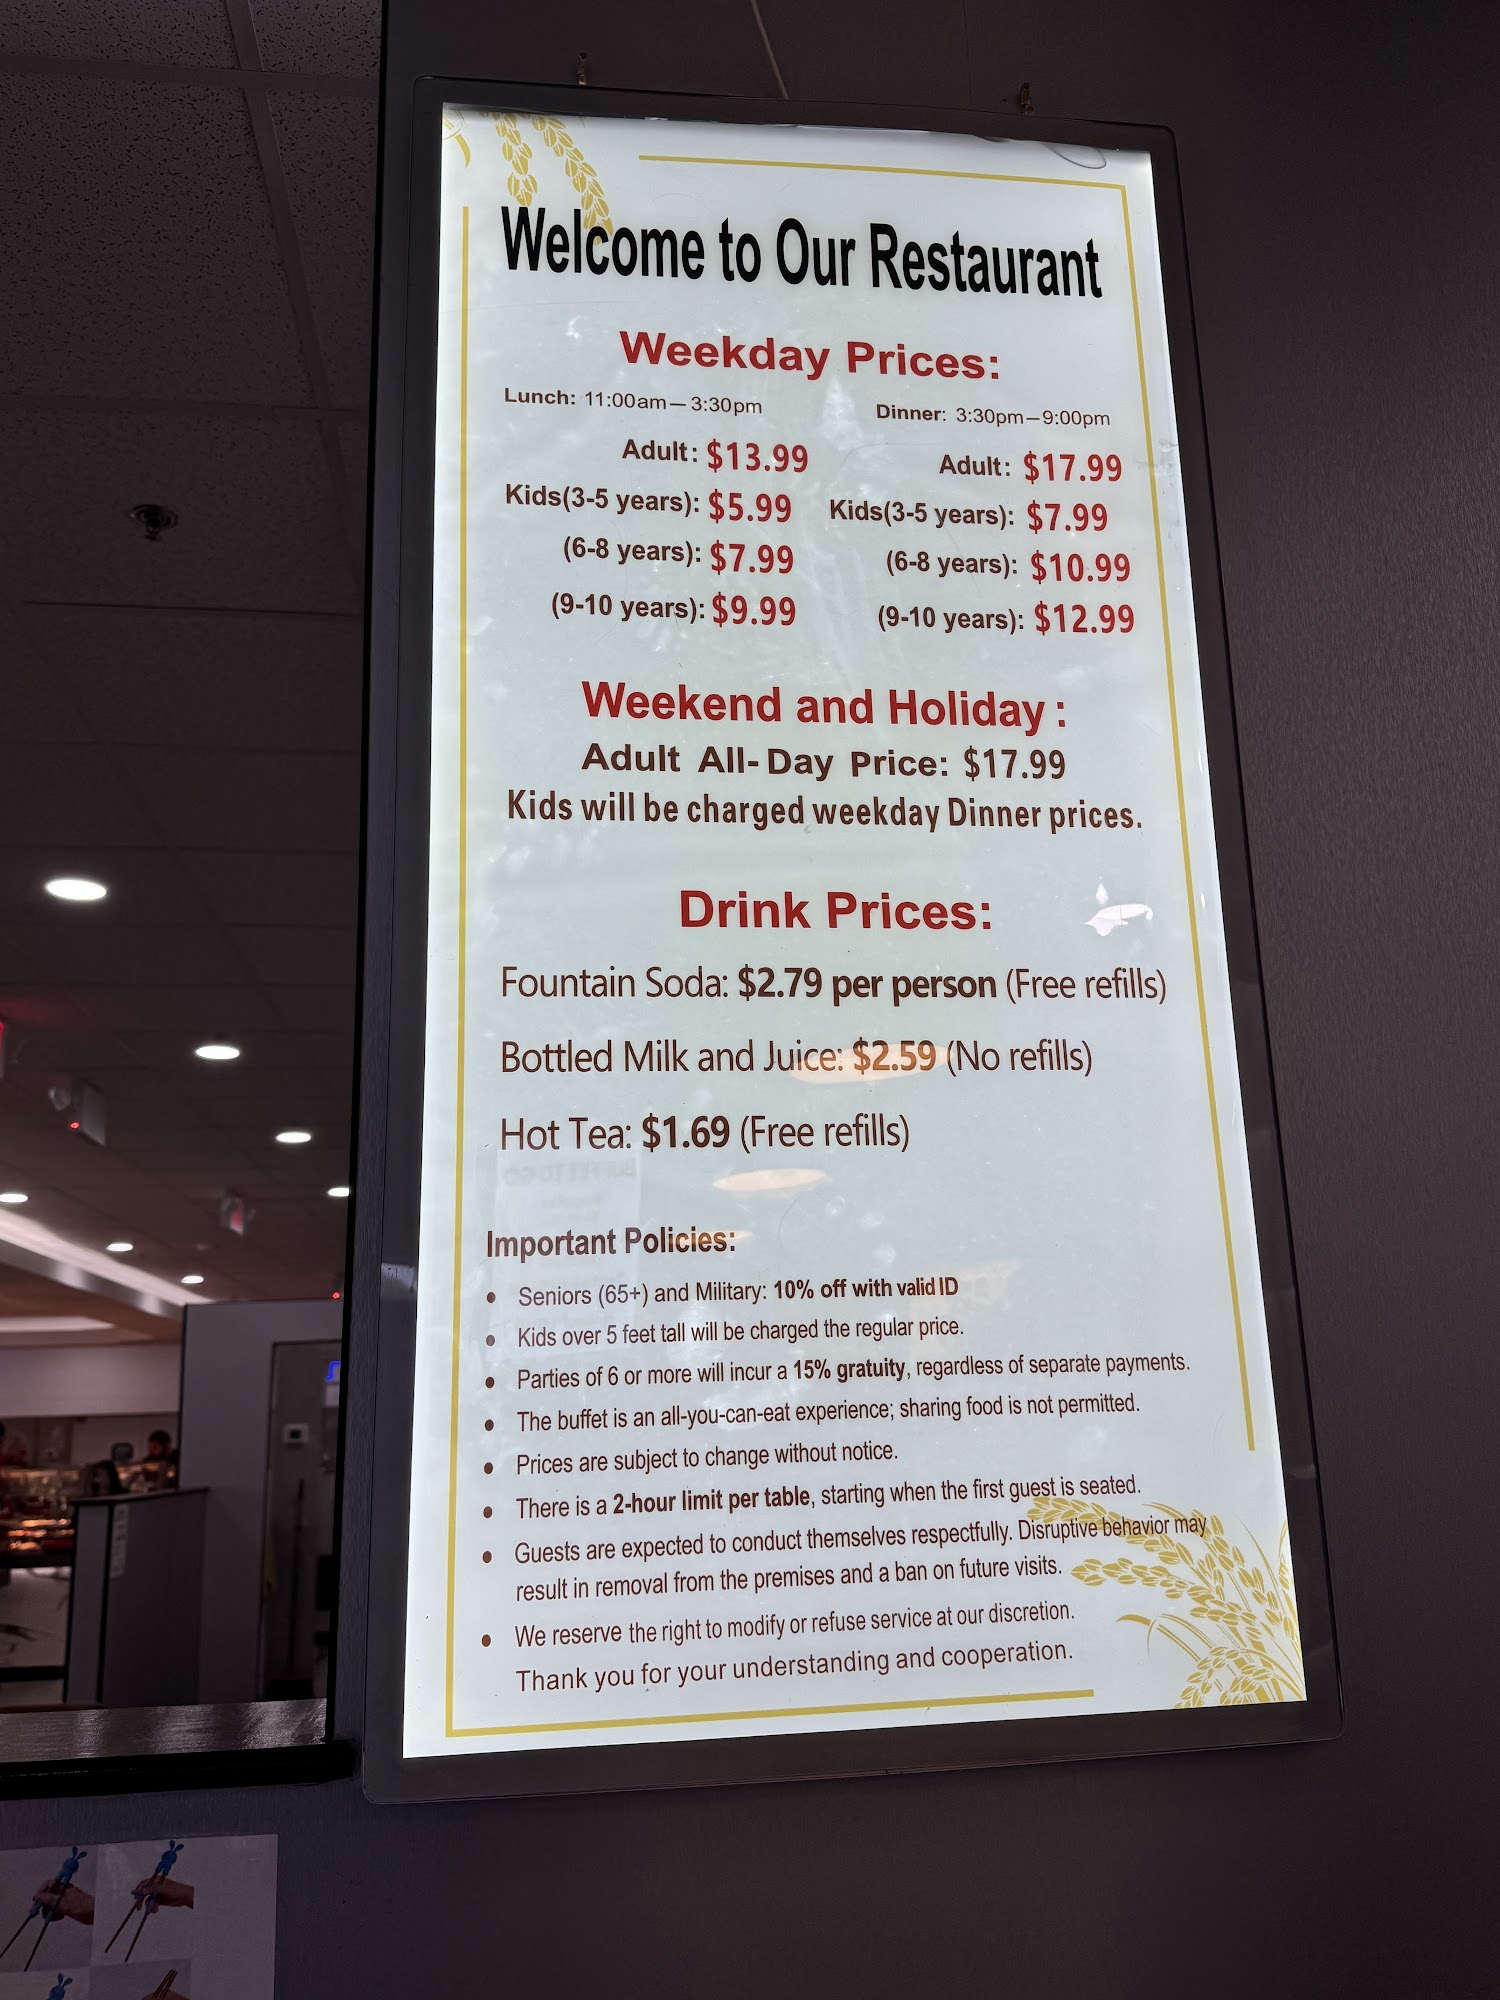 Welcome to Our Restaurant
Weekday Prices:
Lunch: 11:00am—3:30pm
Adult: $13.99
Kids(3-5 years): $5.99
(6-8 years): $7.99
(9-10 years): $9.99
Dinner: 3:30pm—9:00pm
Adult: $17.99
Kids(3-5 years): $7.99
(6-8 years): $10.99
(9-10 years): $12.99
Weekend and Holiday :
Adult All-Day Price: $17.99
Kids will be charged weekday Dinner prices.
Drink Prices:
Fountain Soda: $2.79 per person (Free refills)
Bottled Milk and Juice: $2.59 (No refills)
Hot Tea: $1.69 (Free refills)
Important Policies:
• Seniors (65+) and Military: 10% off with valid ID
• Kids over 5 feet tall will be charged the regular price.
• Parties of 6 or more will incur a 15% gratuity, regardless of separate payments.
• The buffet is an all-you-can-eat experience; sharing food is not permitted.
• Prices are subject to change without notice.
• There is a 2-hour limit per table, starting when the first guest is seated.
• Guests are expected to conduct themselves respectfully. Disruptive behavior may
result in removal from the premises and a ban on future visits.
• We reserve the right to modify or refuse service at our discretion.
Thank you for your understanding and cooperation.